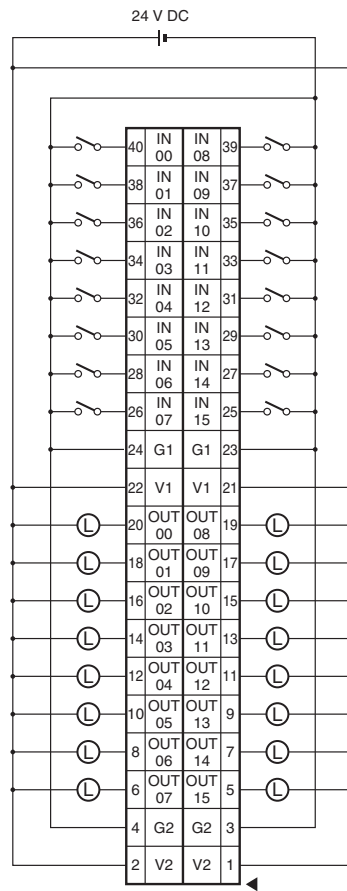 24 V DC
40 IN 00 IN 08 39
38 IN 01 IN 09 37
36 IN 02 IN 10 35
34 IN 03 IN 11 33
32 IN 04 IN 12 31
30 IN 05 IN 13 29
28 IN 06 IN 14 27
26 IN 07 IN 15 25
24 G1 G1 23
22 V1 V1 21
L 20 OUT 00 OUT 08 19 L
L 18 OUT 01 OUT 09 17 L
L 16 OUT 02 OUT 10 15 L
L 14 OUT 03 OUT 11 13 L
L 12 OUT 04 OUT 12 11 L
L 10 OUT 05 OUT 13 9 L
L 8 OUT 06 OUT 14 7 L
L 6 OUT 07 OUT 15 5 L
4 G2 G2 3
2 V2 V2 1